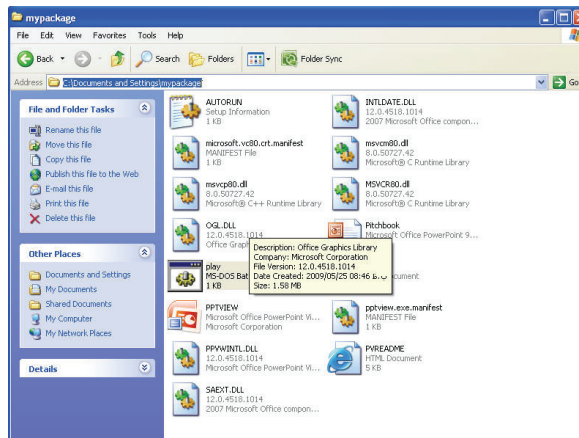 mypackage
File Edit View Favorites Tools Help
Back Search Folders Folder Sync
Address C:\Documents and Settings\mypackage Go
File and Folder Tasks
Rename this file
Move this file
Copy this file
Publish this file to the Web
E-mail this file
Print this file
Delete this file
Other Places
Documents and Settings
My Documents
Shared Documents
My Computer
My Network Places
Details
AUTORUN
Setup Information
1 KB
INTLDATE.DLL
12.0.4518.1014
2007 Microsoft Office compon...
microsoft.vc80.crt.manifest
MANIFEST File
1 KB
msvcm80.dll
8.0.50727.42
Microsoft® C Runtime Library
msvcp80.dll
8.0.50727.42
Microsoft® C++ Runtime Library
MSVCR80.dll
8.0.50727.42
Microsoft® C Runtime Library
OGL.DLL
12.0.4518.1014
Office Grap
Pitchbook
Microsoft Office PowerPoint 9...
Description: Office Graphics Library
Company: Microsoft Corporation
File Version: 12.0.4518.1014
Date Created: 2009/05/25 08:46
Size: 1.58 MB
play
MS-DOS Bat
1 KB
cument
PPTVIEW
Microsoft Office PowerPoint Vi...
Microsoft Corporation
pptview.exe.manifest
MANIFEST File
1 KB
PPVWINTL.DLL
12.0.4518.1014
Microsoft Office PowerPoint Vi...
PVREADME
HTML Document
5 KB
SAEXT.DLL
12.0.4518.1014
2007 Microsoft Office compon...